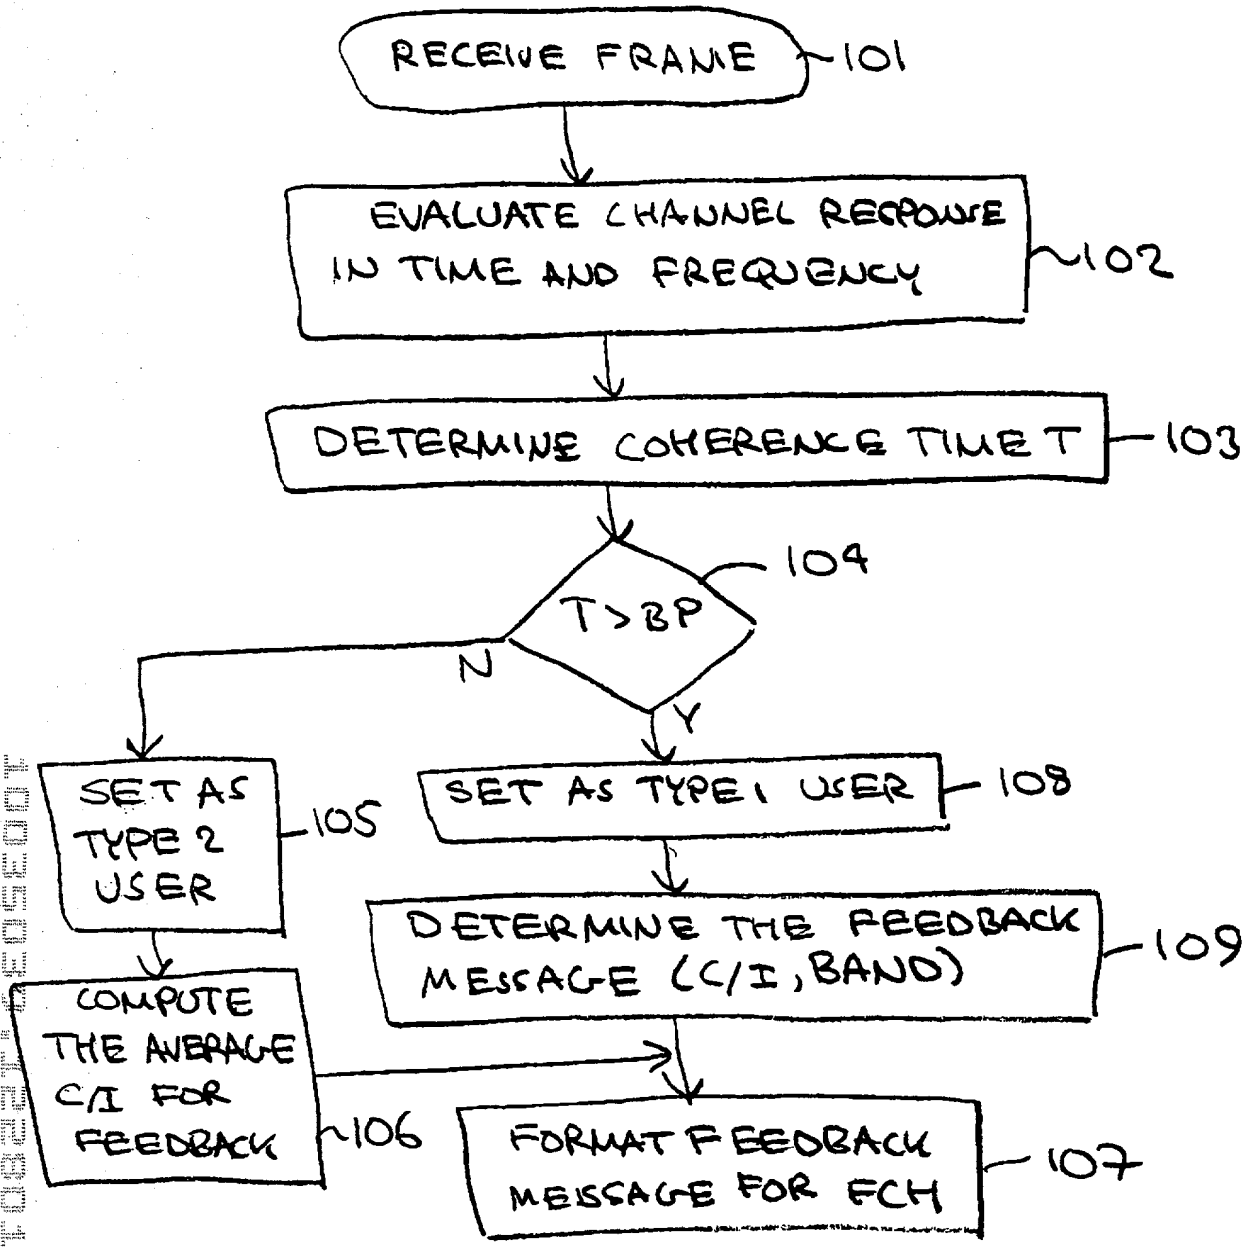 RECEIVE FRAME 101
EVALUATE CHANNEL RESPONSE
IN TIME AND FREQUENCY 102
DETERMINE COHERENCE TIME T 103
104
T>BP
N
Y
SET AS
TYPE 2
USER
105
SET AS TYPE 1 USER 108
DETERMINE THE FEEDBACK
MESSAGE (C/I, BAND)
109
COMPUTE
THE AVERAGE
C/I FOR
FEEDBACK
106
FORMAT FEEDBACK
MESSAGE FOR FCH
107